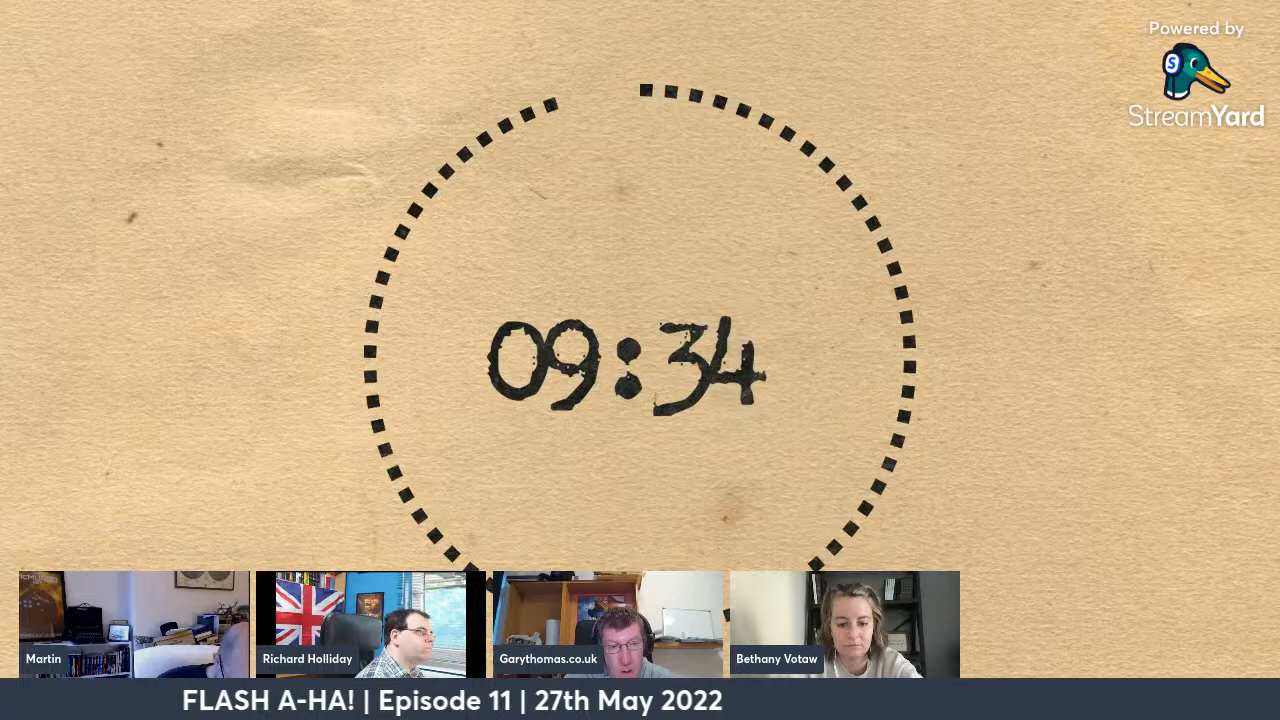 Powered by
StreamYard
09:34
Martin
Richard Holliday
Garythomas.co.uk
Bethany Votaw
FLASH A-HA! | Episode 11 | 27th May 2022